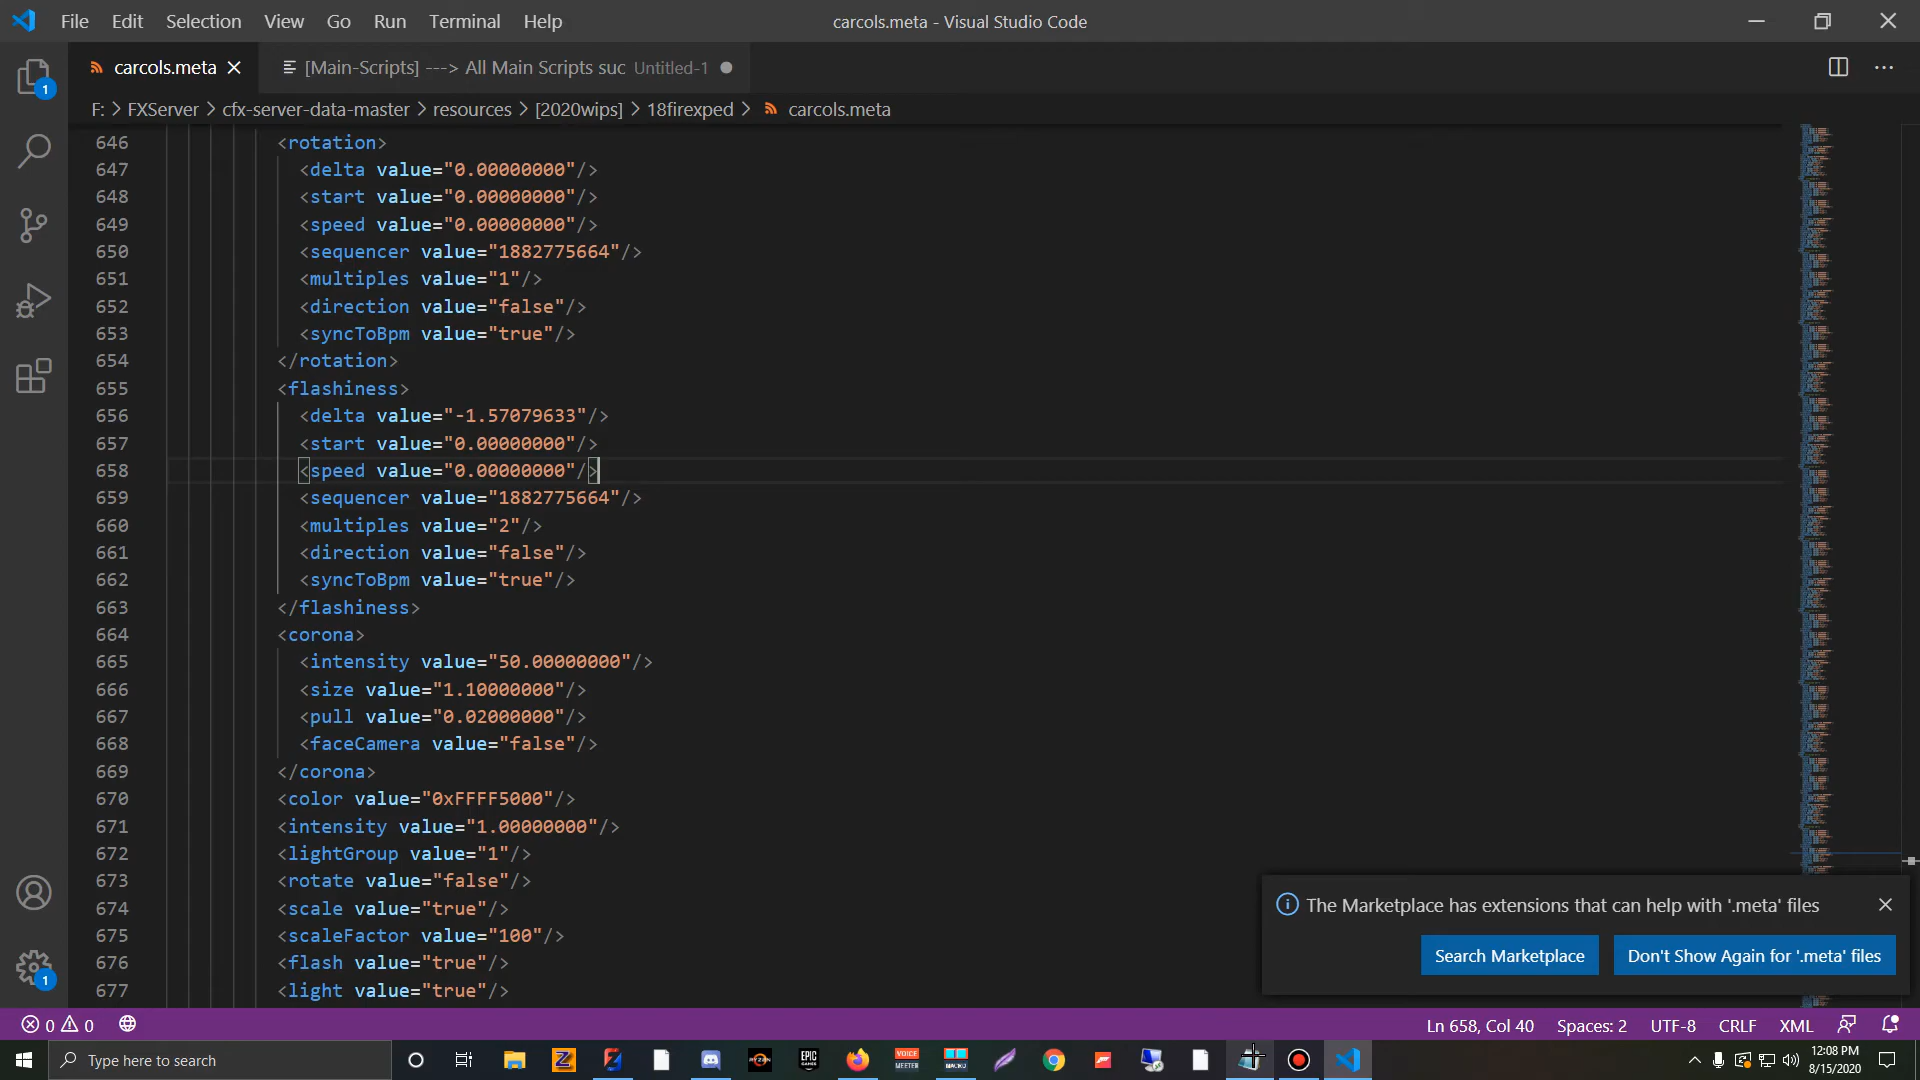 File Edit Selection View Go Run Terminal Help carcols.meta - Visual Studio Code
carcols.meta [Main-Scripts] ---> All Main Scripts suc Untitled-1
F: > FXServer > cfx-server-data-master > resources > [2020wips] > 18firexped > carcols.meta
646 <rotation>
647 <delta value="0.00000000"/>
648 <start value="0.00000000"/>
649 <speed value="0.00000000"/>
650 <sequencer value="1882775664"/>
651 <multiples value="1"/>
652 <direction value="false"/>
653 <syncToBpm value="true"/>
654 </rotation>
655 <flashiness>
656 <delta value="-1.57079633"/>
657 <start value="0.00000000"/>
658 <speed value="0.00000000"/>
659 <sequencer value="1882775664"/>
660 <multiples value="2"/>
661 <direction value="false"/>
662 <syncToBpm value="true"/>
663 </flashiness>
664 <corona>
665 <intensity value="50.00000000"/>
666 <size value="1.10000000"/>
667 <pull value="0.02000000"/>
668 <faceCamera value="false"/>
669 </corona>
670 <color value="0xFFFF5000"/>
671 <intensity value="1.00000000"/>
672 <lightGroup value="1"/>
673 <rotate value="false"/>
674 <scale value="true"/>
675 <scaleFactor value="100"/>
676 <flash value="true"/>
677 <light value="true"/>
1
1
The Marketplace has extensions that can help with '.meta' files
Search Marketplace Don't Show Again for '.meta' files
0 0 Ln 658, Col 40 Spaces: 2 UTF-8 CRLF XML
Type here to search
RYZEN
EPIC GAMES
VOICE MEETER
MACRO
12:08 PM
8/15/2020